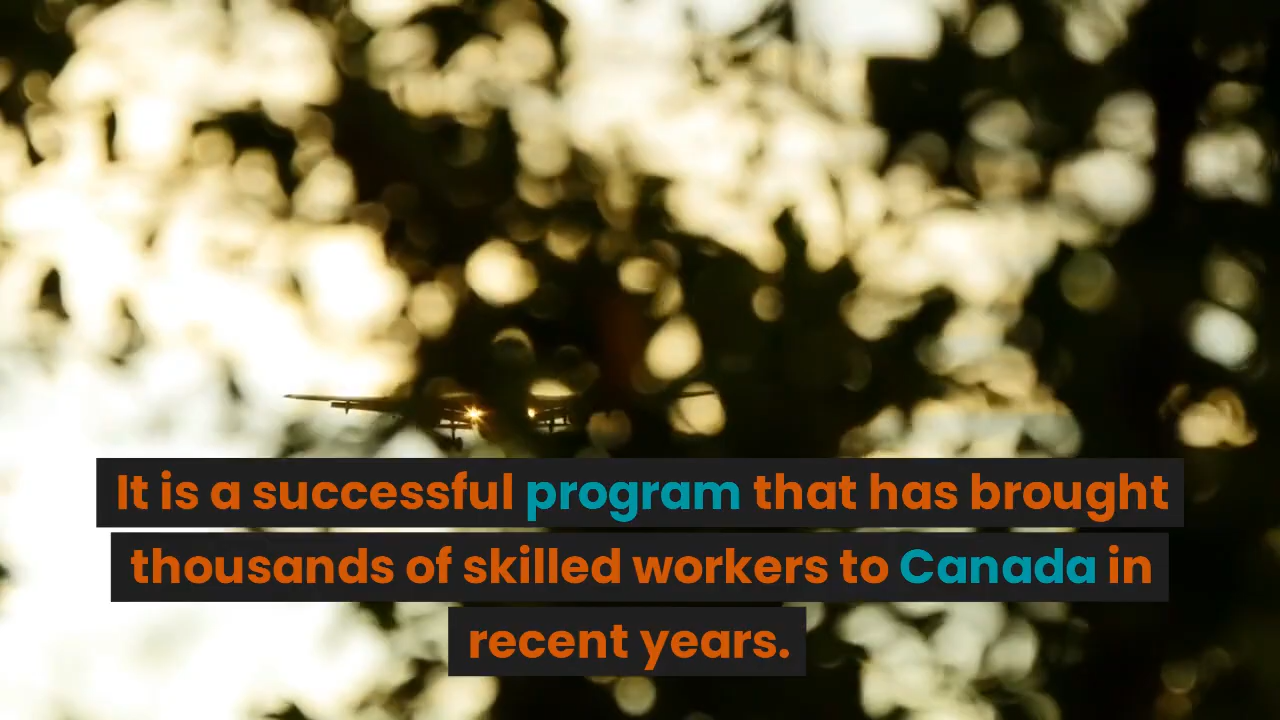 It is a successful program that has brought
thousands of skilled workers to Canada in
recent years.